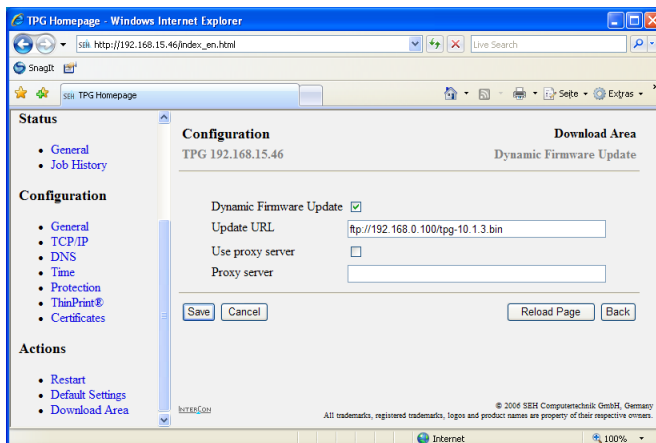 TPG Homepage - Windows Internet Explorer
SEH http://192.168.15.46/index_en.html
Live Search
SnagIt
SEH TPG Homepage
Seite
Extras
Status
General
Job History
Configuration
General
TCP/IP
DNS
Time
Protection
ThinPrint®
Certificates
Actions
Restart
Default Settings
Download Area
Configuration
Download Area
TPG 192.168.15.46
Dynamic Firmware Update
Dynamic Firmware Update
Update URL
ftp://192.168.0.100/tpg-10.1.3.bin
Use proxy server
Proxy server
Save
Cancel
Reload Page
Back
INTERCON
© 2006 SEH Computertechnik GmbH, Germany
All trademarks, registered trademarks, logos and product names are property of their respective owners.
Internet
100%